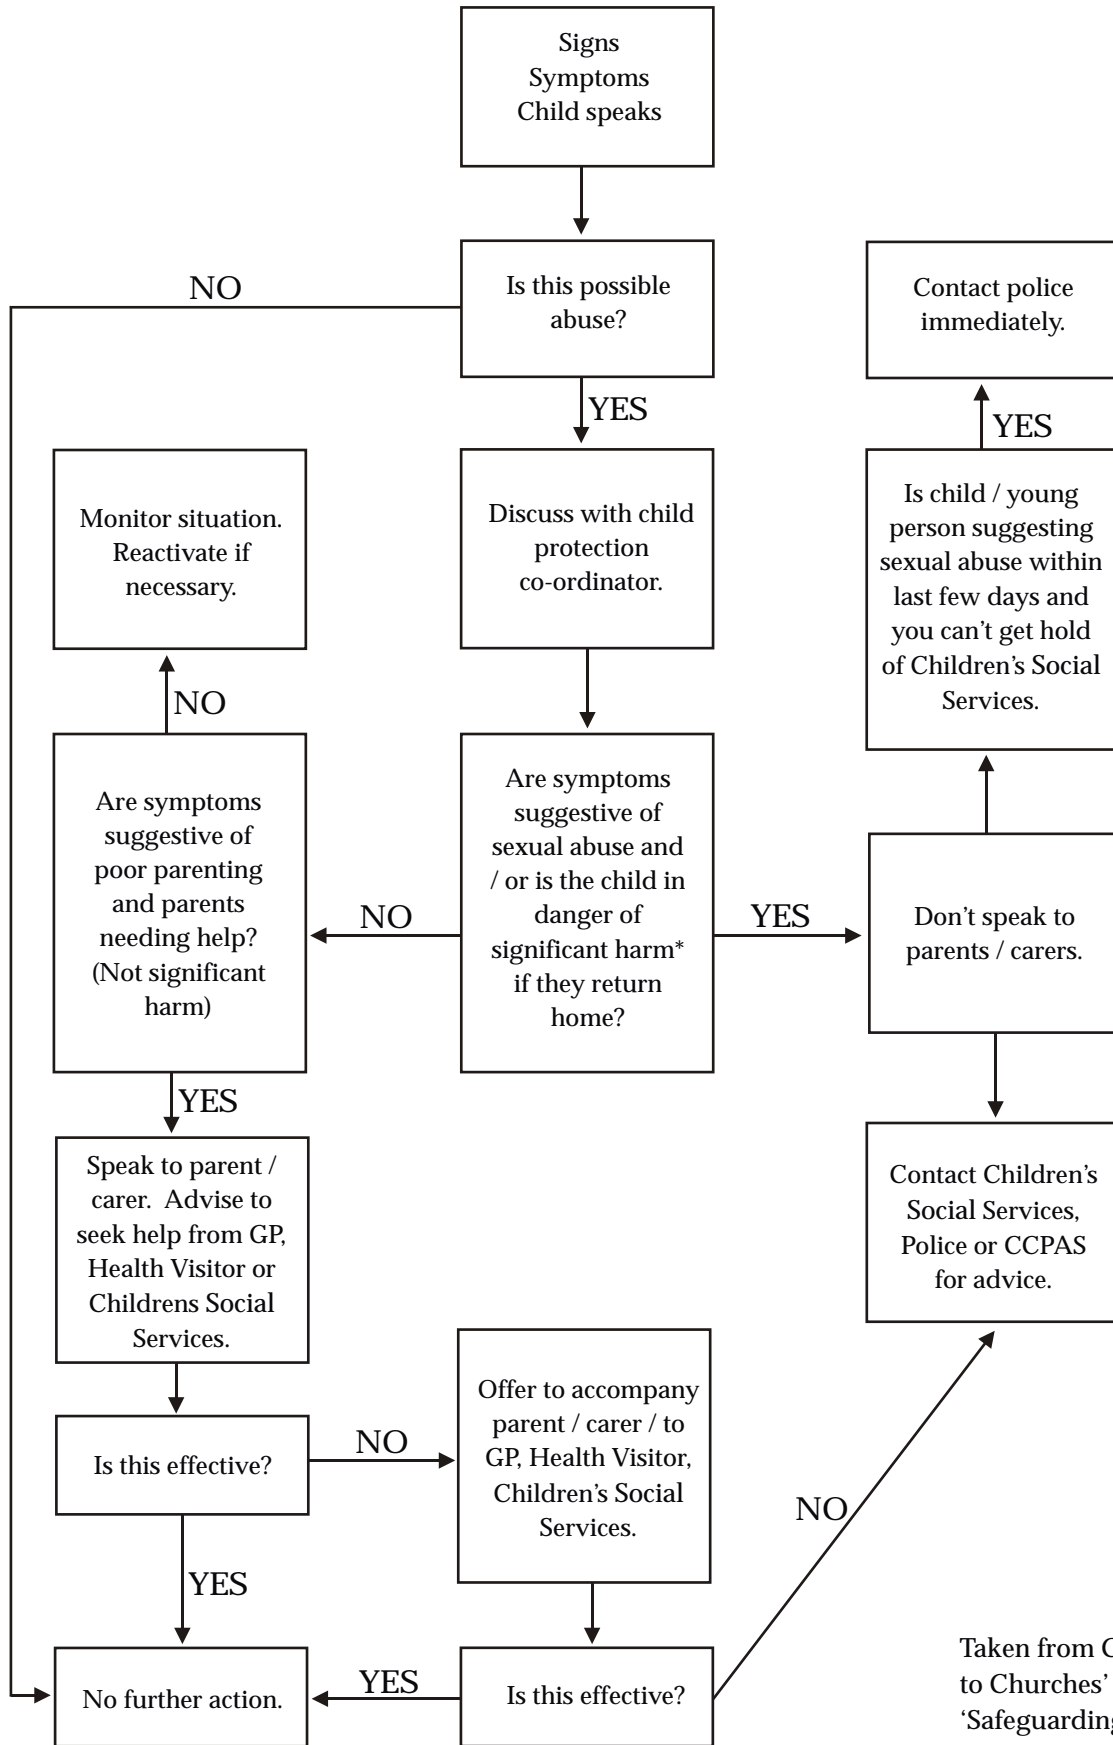 Signs
Symptoms
Child speaks
NO
Is this possible
abuse?
Contact police
immediately.
YES
YES
Monitor situation.
Reactivate if
necessary.
Discuss with child
protection
co-ordinator.
Is child / young
person suggesting
sexual abuse within
last few days and
you can't get hold
of Children's Social
Services.
NO
Are symptoms
suggestive of
poor parenting
and parents
needing help?
(Not significant
harm)
NO
Are symptoms
suggestive of
sexual abuse and
/ or is the child in
danger of
significant harm*
if they return
home?
YES
Don't speak to
parents / carers.
YES
Speak to parent /
carer. Advise to
seek help from GP,
Health Visitor or
Childrens Social
Services.
Contact Children's
Social Services,
Police or CCPAS
for advice.
Is this effective?
NO
Offer to accompany
parent / carer / to
GP, Health Visitor,
Children's Social
Services.
NO
YES
No further action.
YES
Is this effective?
Taken from
to Churches'
'Safeguarding